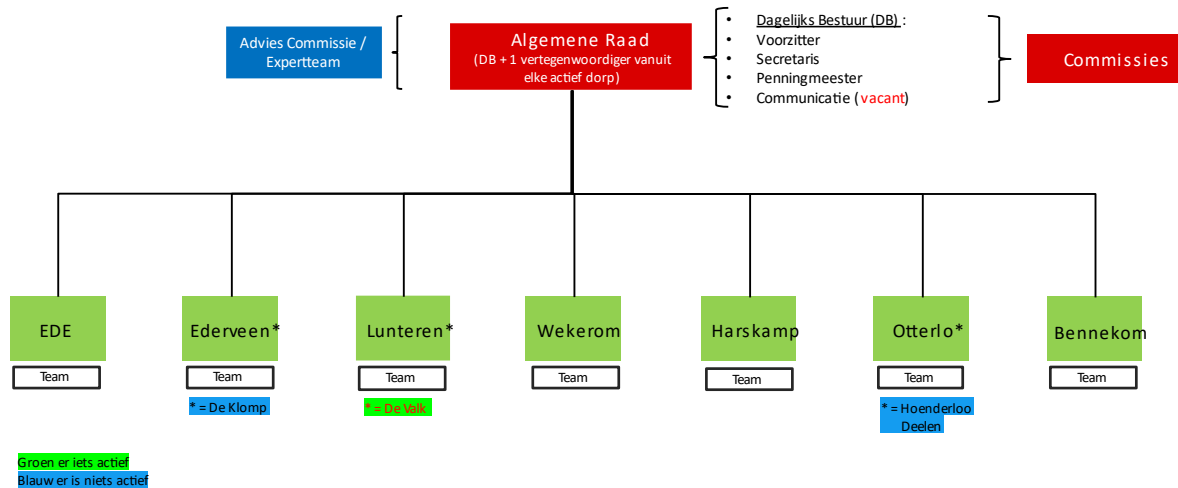 Advies Commissie /
Expertteam
Algemene Raad
(DB + 1 vertegenwoordiger vanuit
elke actief dorp)
Dagelijks Bestuur (DB) :
• Voorzitter
• Secretaris
• Penningmeester
• Communicatie (vacant)
Commissies
EDE
Team
Ederveen*
Team
* = De Klomp
Lunteren*
Team
* = De Valk
Wekerom
Team
Harskamp
Team
Otterlo*
Team
* = Hoenderloo
Deelen
Bennekom
Team
Groen er iets actief
Blauw er is niets actief